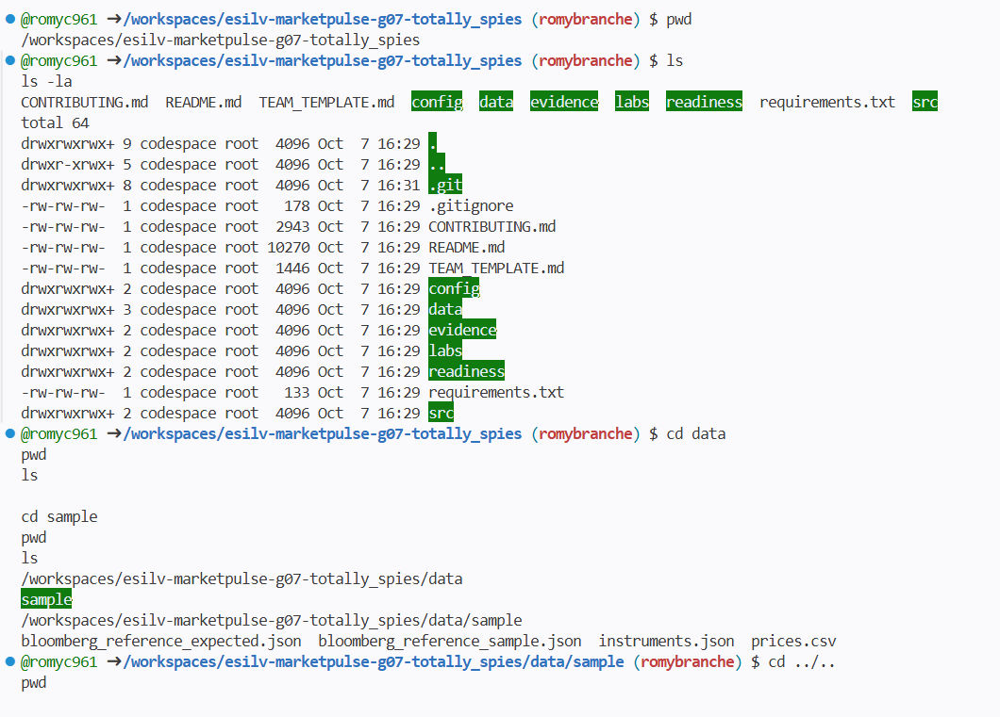 @romyc961 ➜/workspaces/esilv-marketpulse-g07-totally_spies (romybranche) $ pwd
/workspaces/esilv-marketpulse-g07-totally_spies
@romyc961 ➜/workspaces/esilv-marketpulse-g07-totally_spies (romybranche) $ ls
ls -la
CONTRIBUTING.md  README.md  TEAM_TEMPLATE.md  config  data  evidence  labs  readiness  requirements.txt  src
total 64
drwxrwxrwx+ 9 codespace root  4096 Oct  7 16:29 .
drwxr-xrwx+ 5 codespace root  4096 Oct  7 16:29 ..
drwxrwxrwx+ 8 codespace root  4096 Oct  7 16:31 .git
-rw-rw-rw-  1 codespace root   178 Oct  7 16:29 .gitignore
-rw-rw-rw-  1 codespace root  2943 Oct  7 16:29 CONTRIBUTING.md
-rw-rw-rw-  1 codespace root 10270 Oct  7 16:29 README.md
-rw-rw-rw-  1 codespace root  1446 Oct  7 16:29 TEAM_TEMPLATE.md
drwxrwxrwx+ 2 codespace root  4096 Oct  7 16:29 config
drwxrwxrwx+ 3 codespace root  4096 Oct  7 16:29 data
drwxrwxrwx+ 2 codespace root  4096 Oct  7 16:29 evidence
drwxrwxrwx+ 2 codespace root  4096 Oct  7 16:29 labs
drwxrwxrwx+ 2 codespace root  4096 Oct  7 16:29 readiness
-rw-rw-rw-  1 codespace root   133 Oct  7 16:29 requirements.txt
drwxrwxrwx+ 2 codespace root  4096 Oct  7 16:29 src
@romyc961 ➜/workspaces/esilv-marketpulse-g07-totally_spies (romybranche) $ cd data
pwd
ls
cd sample
pwd
ls
/workspaces/esilv-marketpulse-g07-totally_spies/data
sample
/workspaces/esilv-marketpulse-g07-totally_spies/data/sample
bloomberg_reference_expected.json  bloomberg_reference_sample.json  instruments.json  prices.csv
@romyc961 ➜/workspaces/esilv-marketpulse-g07-totally_spies/data/sample (romybranche) $ cd ../..
pwd